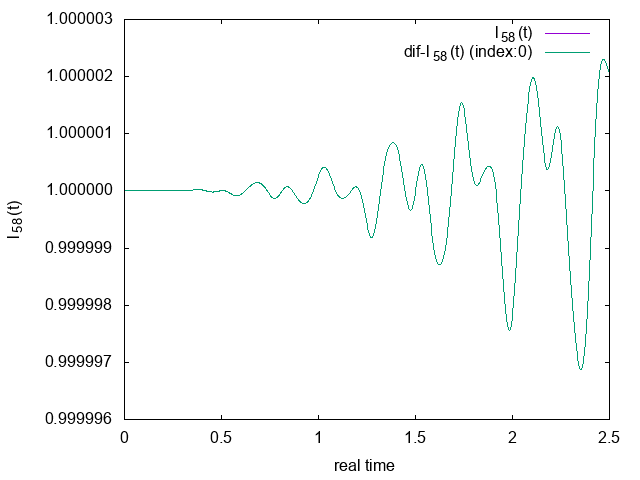 1.000003
1.000002
1.000001
1.000000
0.999999
0.999998
0.999997
0.999996
0 0.5 1 1.5 2 2.5
real time
I58(t)
I58(t)
dif-I58(t) (index:0)